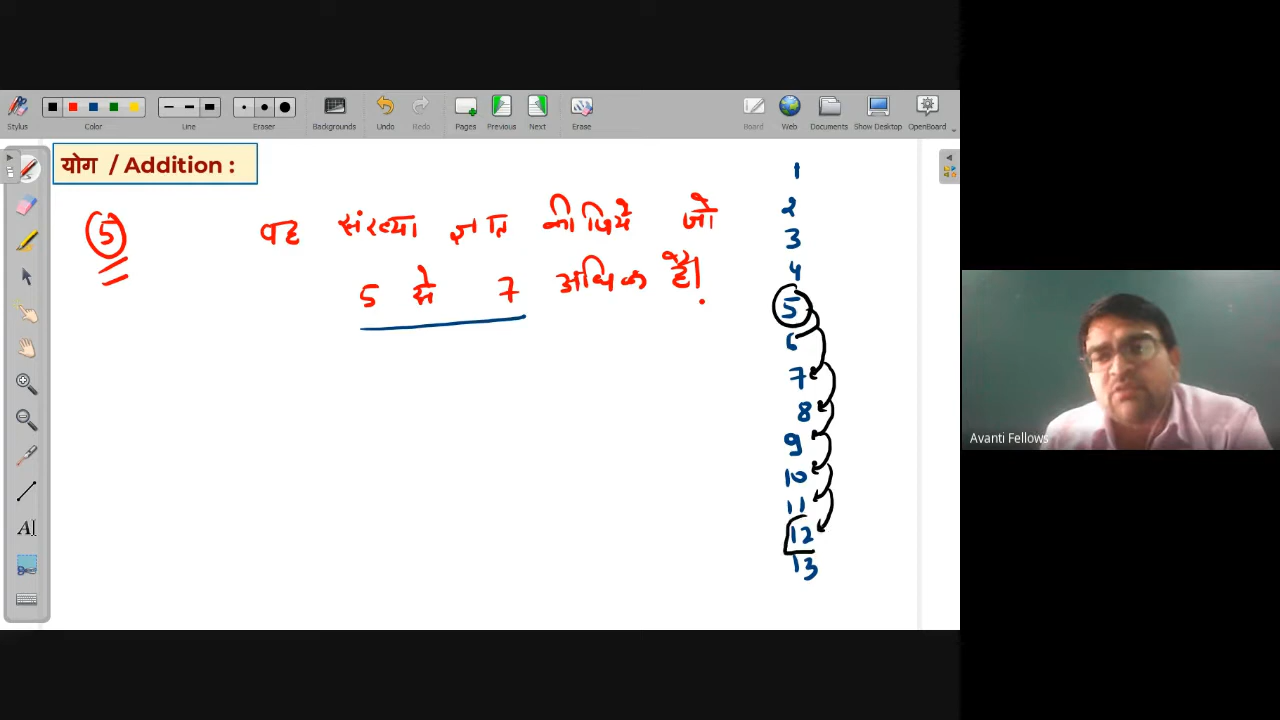 Stylus
Color
Line
Eraser
Backgrounds
Undo
Redo
Pages
Previous
Next
Erase
Board
Web
Documents
Show Desktop
OpenBoard
योग / Addition :
5 वह संख्या ज्ञात कीजिये जो
5 से 7 अधिक है।
1
2
3
4
5
6
7
8
9
10
11
12
13
Avanti Fellows